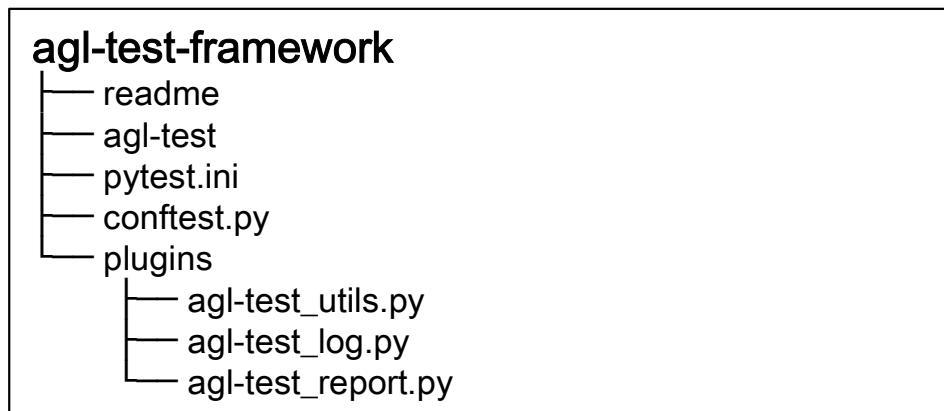 agl-test-framework
readme
agl-test
pytest.ini
conftest.py
plugins
agl-test_utils.py
agl-test_log.py
agl-test_report.py